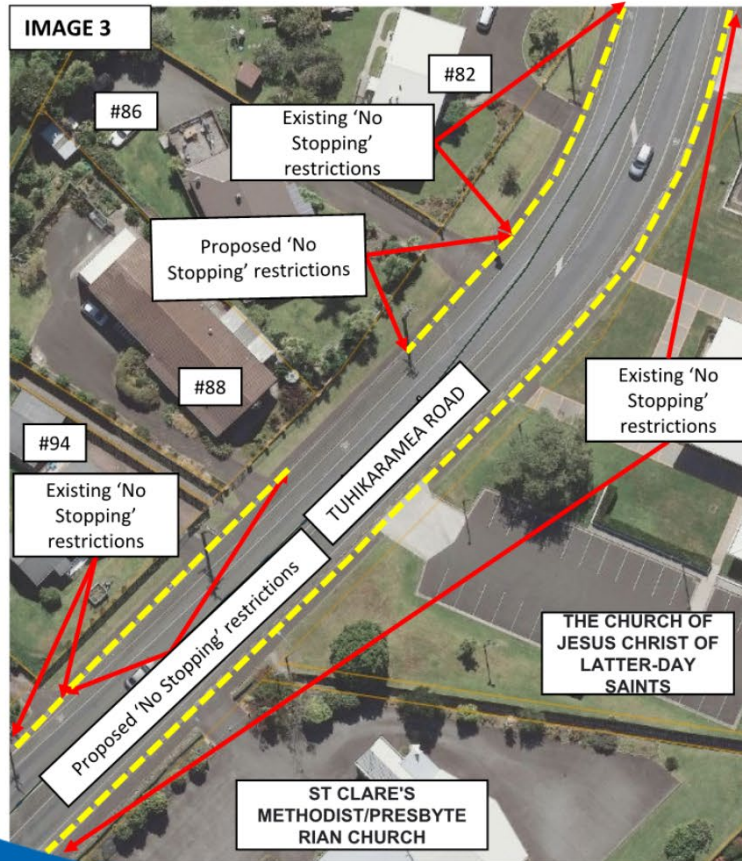 IMAGE 3
#82
#86
Existing ‘No
Stopping’
restrictions
Proposed ‘No
Stopping’ restrictions
#88
Existing ‘No
Stopping’
restrictions
#94
Existing ‘No
Stopping’
restrictions
TUHIKARAMEA ROAD
Proposed ‘No Stopping’ restrictions
THE CHURCH OF
JESUS CHRIST OF
LATTER-DAY
SAINTS
ST CLARE'S
METHODIST/PRESBYTE
RIAN CHURCH